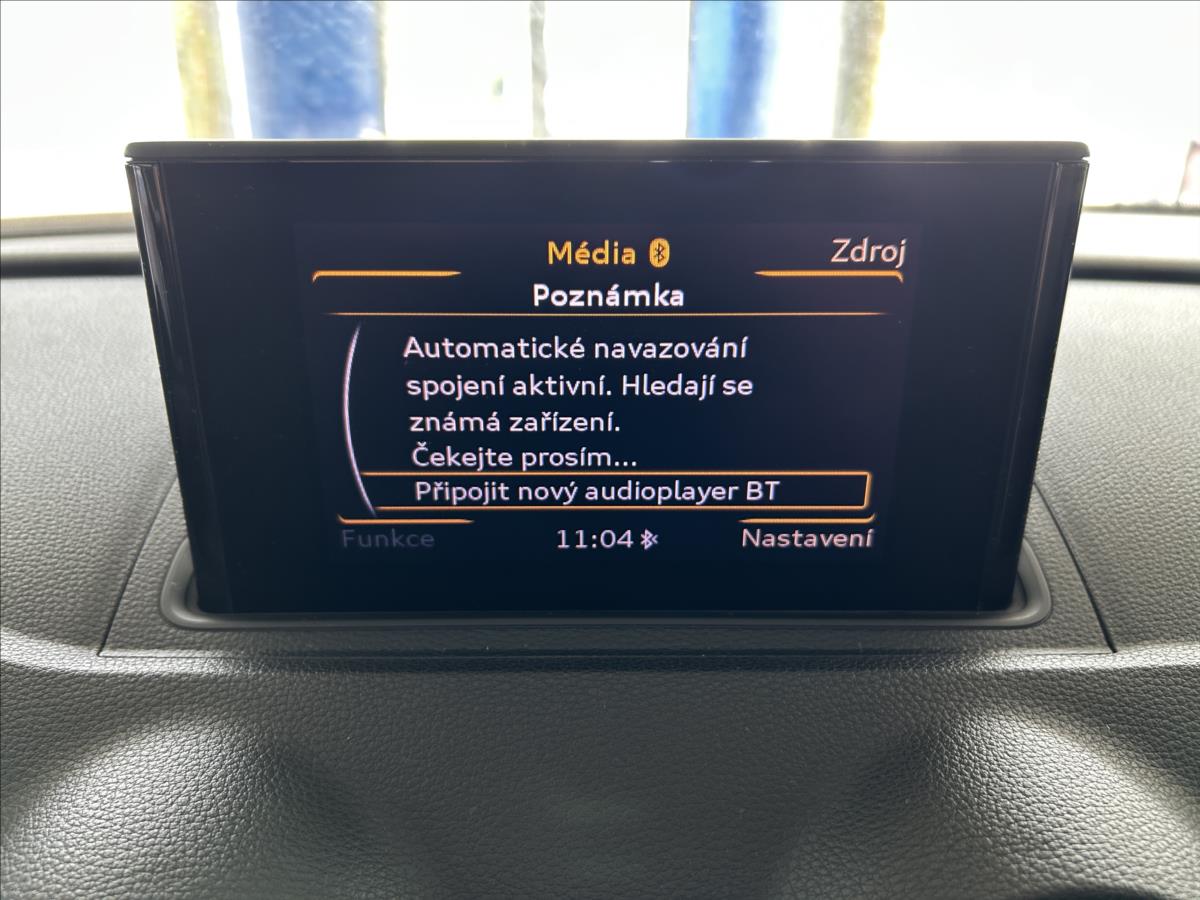 Média
Zdroj
Poznámka
Automatické navazování
spojení aktivní. Hledají se
známá zařízení.
Čekejte prosím...
Připojit nový audioplayer BT
Funkce
11:04
Nastavení